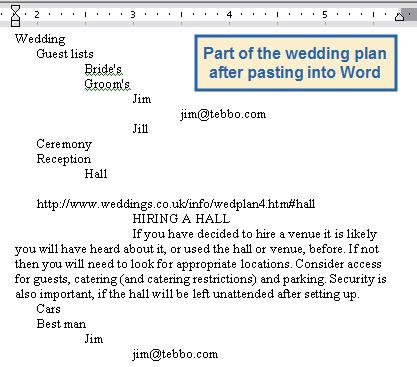 2 1 2 3 4 5
Wedding
Guest lists
Part of the wedding plan
after pasting into Word
Bride's
Groom's
Jim
jim@tebbo.com
Jill
Ceremony
Reception
Hall
http://www.weddings.co.uk/info/wedplan4.htm#hall
HIRING A HALL
If you have decided to hire a venue it is likely
you will have heard about it, or used the hall or venue, before. If not
then you will need to look for appropriate locations. Consider access
for guests, catering (and catering restrictions) and parking. Security is
also important, if the hall will be left unattended after setting up.
Cars
Best man
Jim
jim@tebbo.com